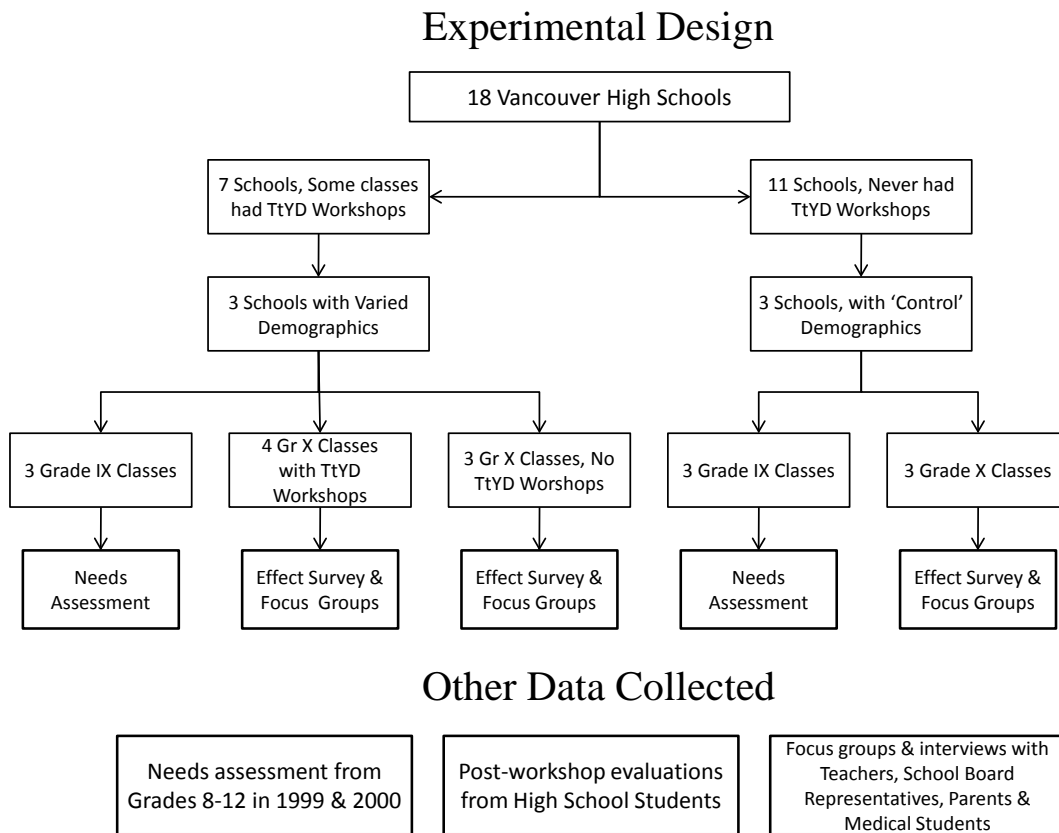 Experimental Design
18 Vancouver High Schools
7 Schools, Some classes
had TtYD Workshops
11 Schools, Never had
TtYD Workshops
3 Schools with Varied
Demographics
3 Schools, with ‘Control’
Demographics
3 Grade IX Classes
4 Gr X Classes
with TtYD
Workshops
3 Gr X Classes, No
TtYD Worshops
3 Grade IX Classes
3 Grade X Classes
Needs
Assessment
Effect Survey &
Focus Groups
Effect Survey &
Focus Groups
Needs
Assessment
Effect Survey &
Focus Groups
Other Data Collected
Needs assessment from
Grades 8-12 in 1999 & 2000
Post-workshop evaluations
from High School Students
Focus groups & interviews with
Teachers, School Board
Representatives, Parents &
Medical Students